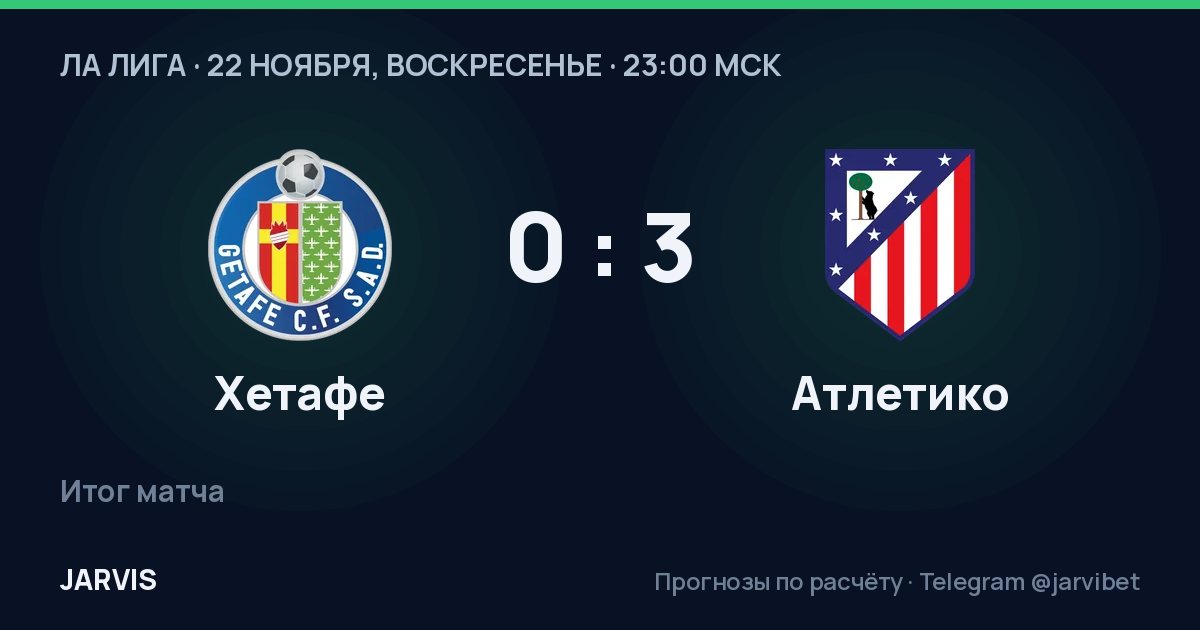 ЛА ЛИГА · 22 НОЯБРЯ, ВОСКРЕСЕНЬЕ · 23:00 МСК
GETAFE C.F. S.A.D.
0 : 3
Хетафе
Атлетико
Итог матча
JARVIS
Прогнозы по расчёту · Telegram @jarvibet